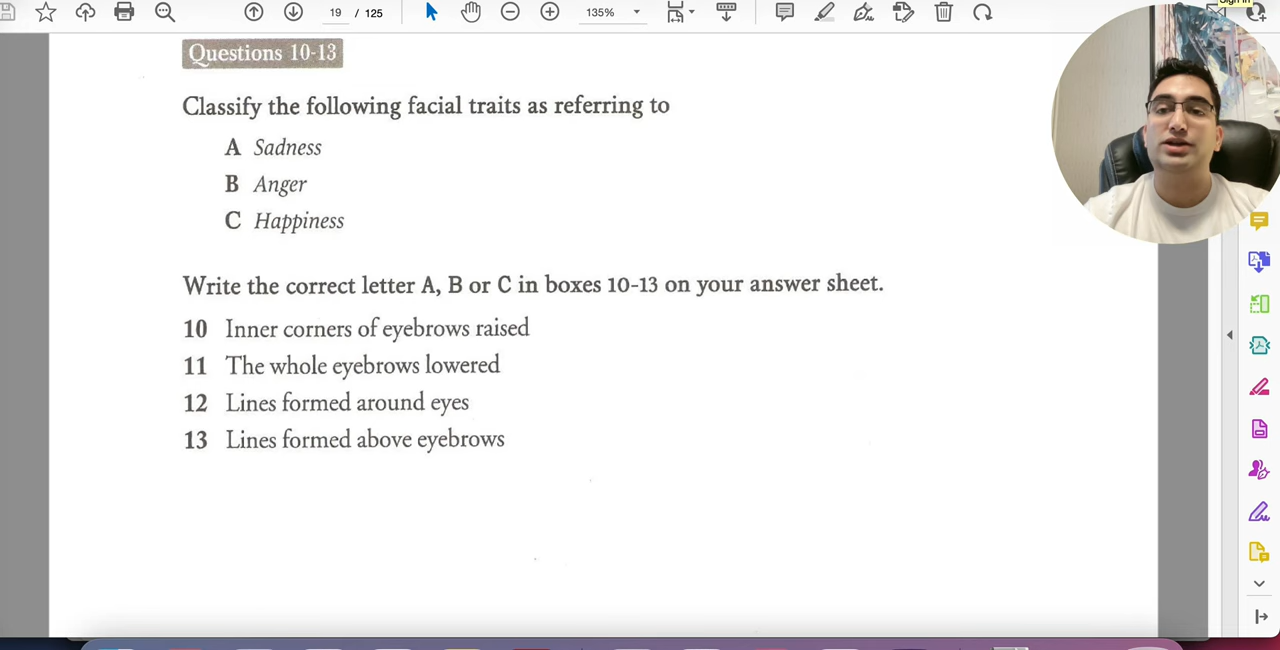 Sign in
19 / 125
135%
Questions 10-13
Classify the following facial traits as referring to
A Sadness
B Anger
C Happiness
Write the correct letter A, B or C in boxes 10-13 on your answer sheet.
10 Inner corners of eyebrows raised
11 The whole eyebrows lowered
12 Lines formed around eyes
13 Lines formed above eyebrows